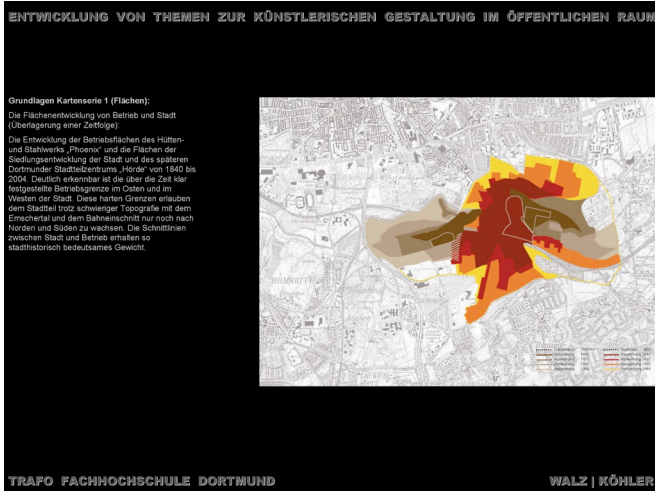 ENTWICKLUNG VON THEMEN ZUR KÜNSTLERISCHEN GESTALTUNG IM ÖFFENTLICHEN RAUM
Grundlagen Kartenserie 1 (Flächen):
Die Flächenentwicklung von Betrieb und Stadt
(Überlagerung einer Zeitfolge):
Die Entwicklung der Betriebsflächen des Hütten-
und Stahlwerks „Phoenix" und die Flächen der
Siedlungsentwicklung der Stadt und des späteren
Dortmunder Stadtteilzentrums „Hörde" von 1840 bis
2004. Deutlich erkennbar ist die über die Zeit klar
festgestellte Betriebsgrenze im Osten und im
Westen der Stadt. Diese harten Grenzen erlauben
dem Stadtteil trotz schwieriger Topografie mit dem
Emschertal und dem Bahneinschnitt nur noch nach
Norden und Süden zu wachsen. Die Schnittlinien
zwischen Stadt und Betrieb erhalten so
stadthistorisch bedeutsames Gewicht.
TRAFO FACHHOCHSCHULE DORTMUND
WALZ | KÖHLER